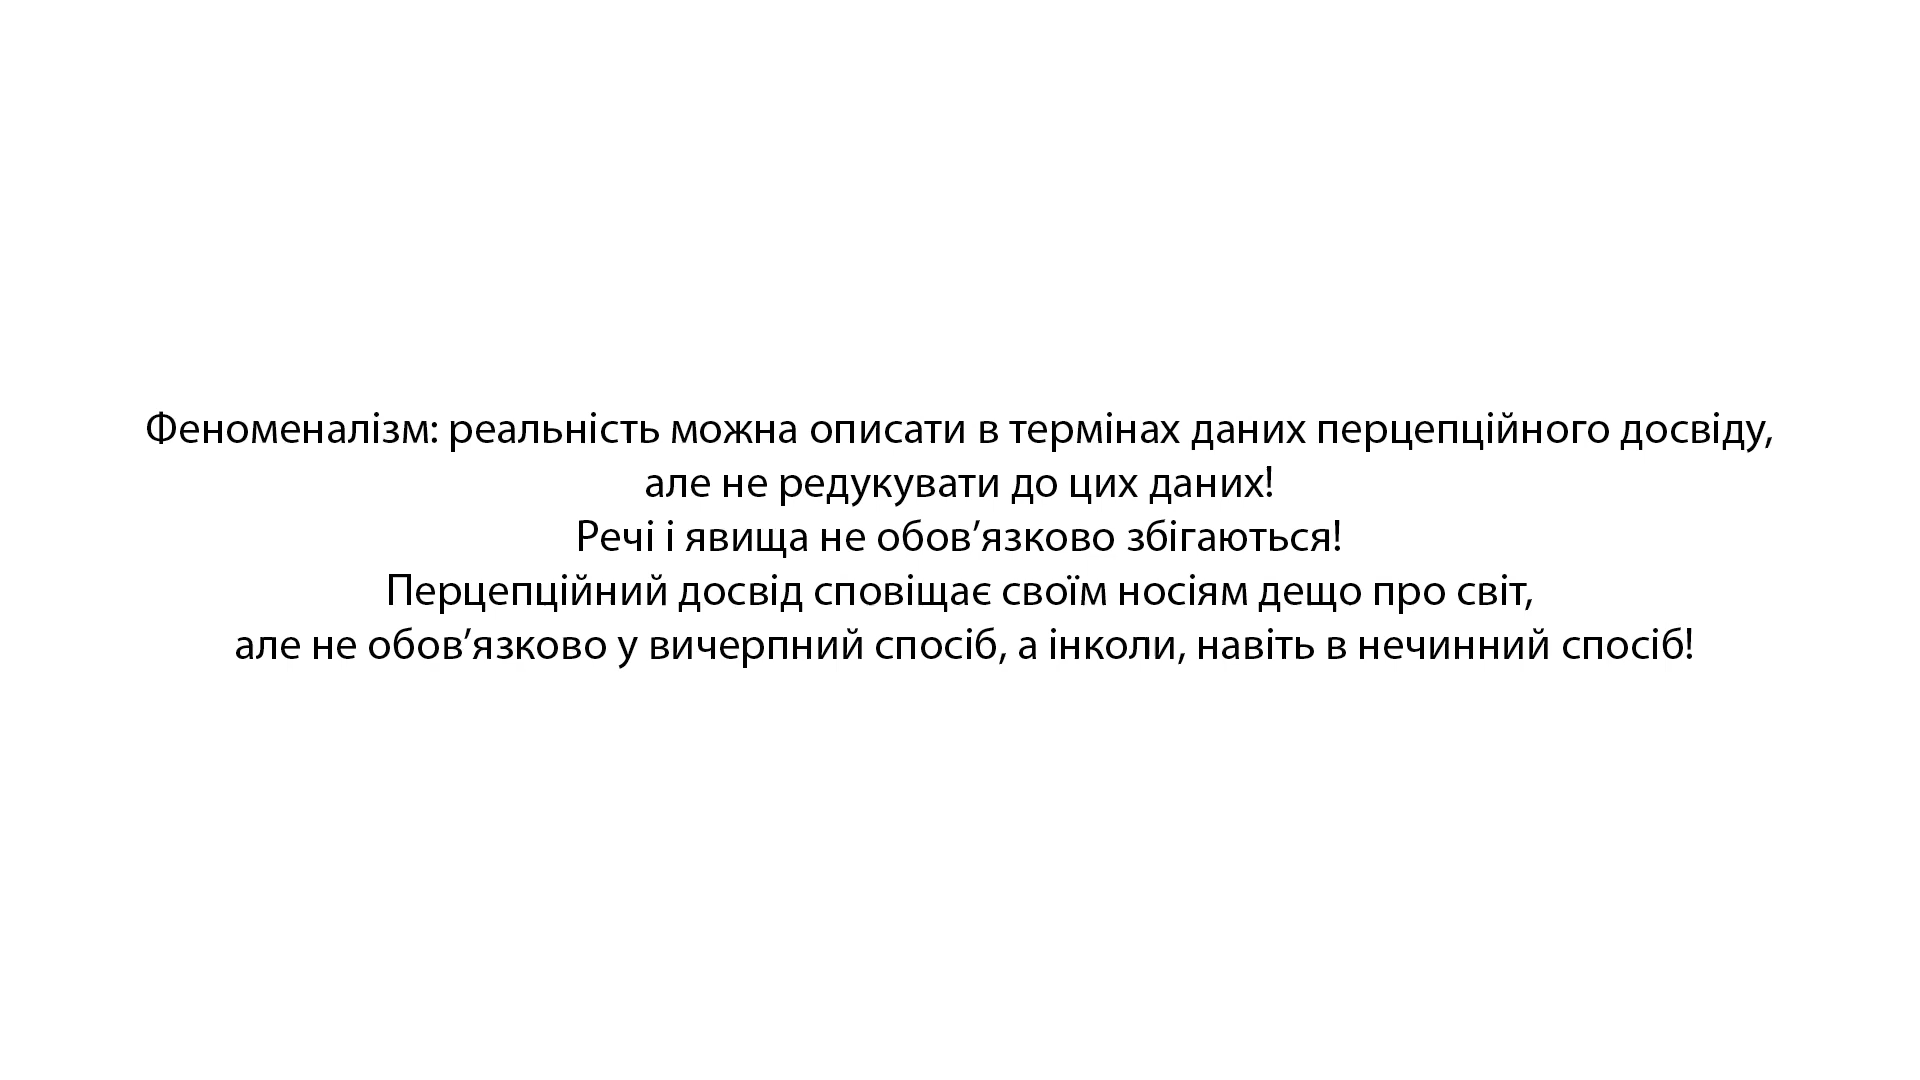 Феноменалізм: реальність можна описати в термінах даних перцепційного досвіду,
але не редукувати до цих даних!
Речі і явища не обов’язково збігаються!
Перцепційний досвід сповіщає своїм носіям дещо про світ,
але не обов’язково у вичерпний спосіб, а інколи, навіть в нечинний спосіб!